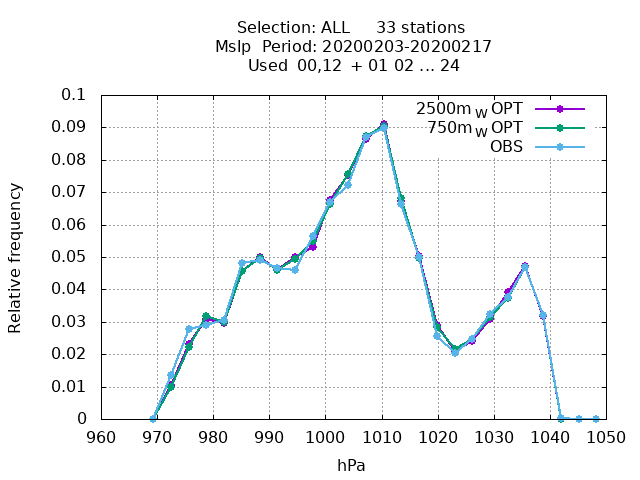 Selection: ALL 33 stations
Mslp Period: 20200203-20200217
Used 00,12 + 01 02 ... 24
2500m W OPT
750m W OPT
OBS
Relative frequency
0.1
0.09
0.08
0.07
0.06
0.05
0.04
0.03
0.02
0.01
0
960 970 980 990 1000 1010 1020 1030 1040 1050
hPa